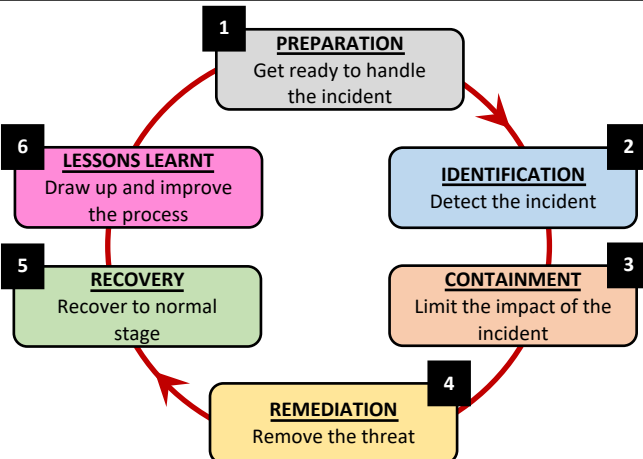 1
PREPARATION
Get ready to handle
the incident
2
IDENTIFICATION
Detect the incident
3
CONTAINMENT
Limit the impact of the
incident
4
REMEDIATION
Remove the threat
5
RECOVERY
Recover to normal
stage
6
LESSONS LEARNT
Draw up and improve
the process